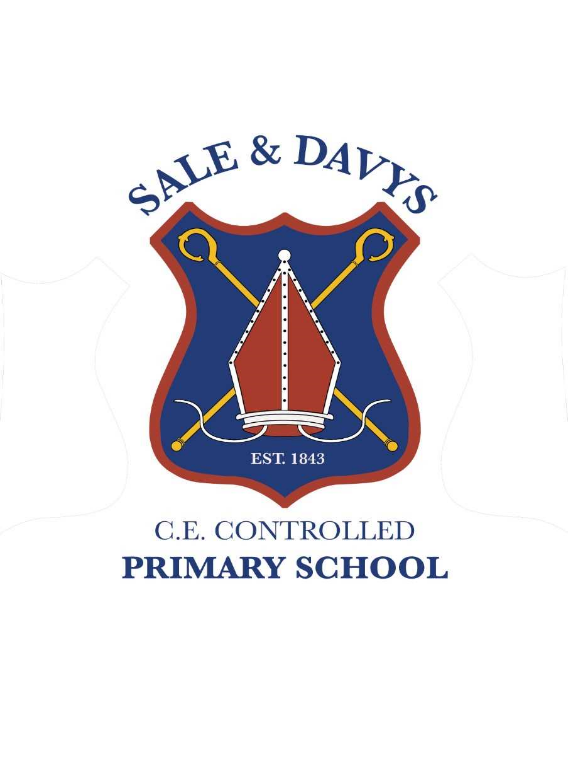 SALE & DAVYS
EST. 1843
C.E. CONTROLLED
PRIMARY SCHOOL